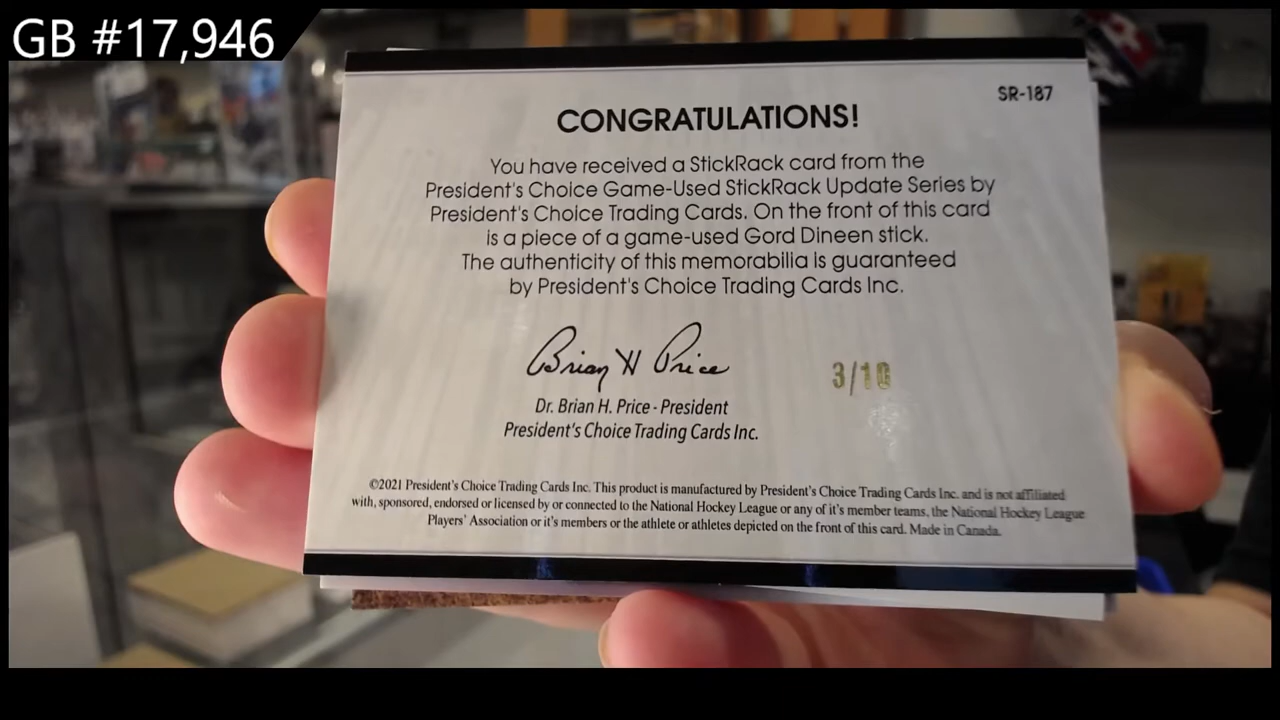 GB #17,946
SR-187
CONGRATULATIONS!
You have received a StickRack card from the
President's Choice Game-Used StickRack Update Series by
President's Choice Trading Cards. On the front of this card
is a piece of a game-used Gord Dineen stick.
The authenticity of this memorabilia is guaranteed
by President's Choice Trading Cards Inc.
Brian H Price
3/10
Dr. Brian H. Price - President
President's Choice Trading Cards Inc.
©2021 President's Choice Trading Cards Inc. This product is manufactured by President's Choice Trading Cards Inc. and is not affiliated
with, sponsored, endorsed or licensed by or connected to the National Hockey League or any of it's member teams, the National Hockey League
Players' Association or it's members or the athlete or athletes depicted on the front of this card. Made in Canada.